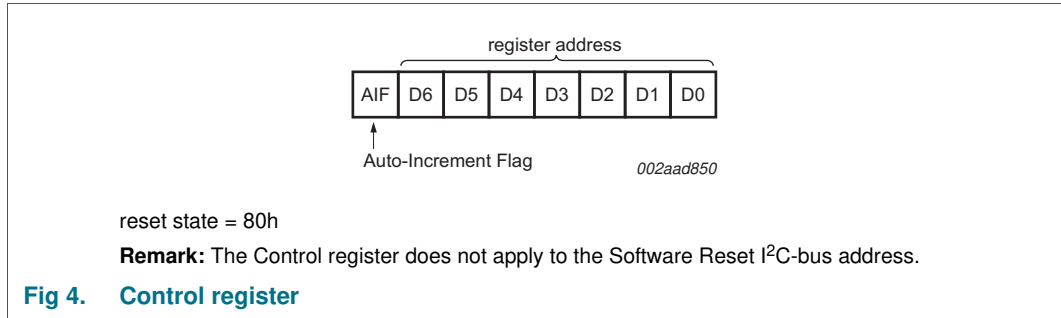 register address
AIF D6 D5 D4 D3 D2 D1 D0
Auto-Increment Flag
002aad850
reset state = 80h
Remark: The Control register does not apply to the Software Reset I²C-bus address.
Fig 4. Control register